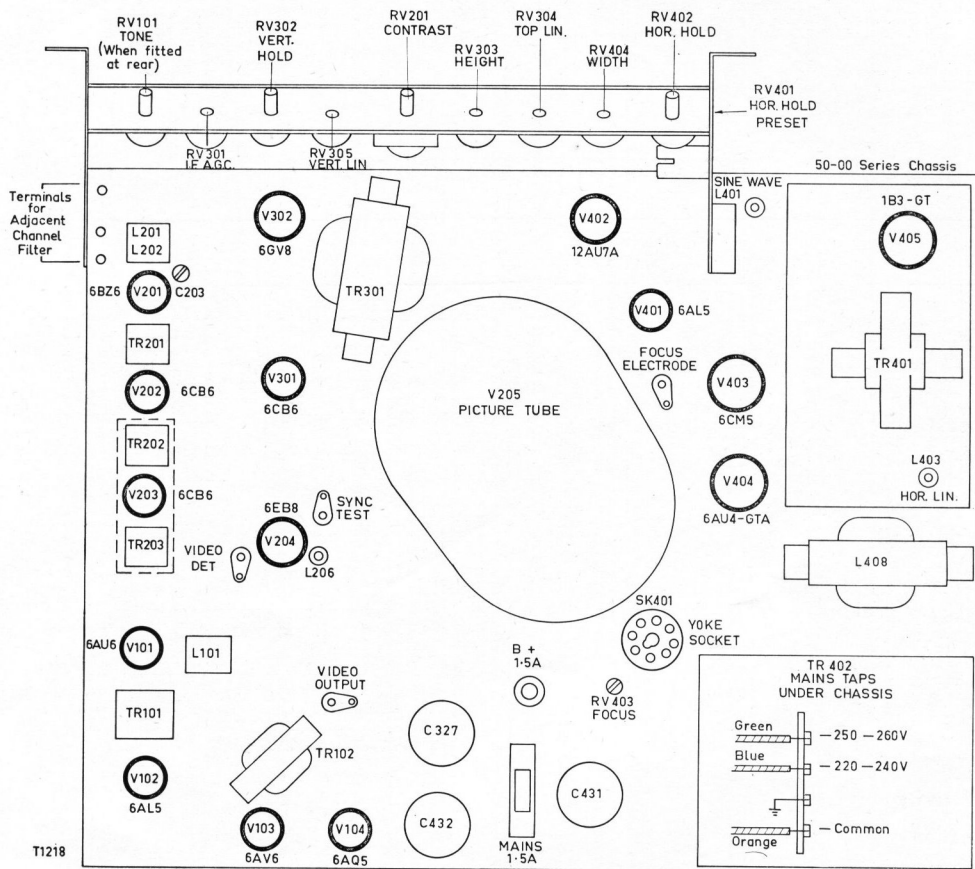 RV101
TONE
(When fitted
at rear)
RV302
VERT.
HOLD
RV201
CONTRAST
RV303
HEIGHT
RV304
TOP LIN.
RV404
WIDTH
RV402
HOR. HOLD
RV401
HOR. HOLD
PRESET
RV301
I.F. A.G.C.
RV305
VERT. LIN
50-00 Series Chassis
Terminals
for
Adjacent
Channel
Filter
L201
L202
V302
6GV8
V402
12AU7A
SINE WAVE
L401
1B3-GT
V405
6BZ6
V201
C203
TR301
V401
6AL5
TR201
FOCUS
ELECTRODE
TR401
V202
6CB6
V301
6CB6
V205
PICTURE TUBE
V403
6CM5
TR202
V203
6CB6
TR203
6EB8
V204
SYNC
TEST
L206
VIDEO
DET
V404
6AU4-GTA
L403
HOR. LIN.
L408
SK401
YOKE
SOCKET
6AU6
V101
L101
B +
1·5A
RV403
FOCUS
TR101
VIDEO
OUTPUT
TR102
C327
V102
6AL5
C432
C431
V103
6AV6
V104
6AQ5
MAINS
1·5A
TR 402
MAINS TAPS
UNDER CHASSIS
Green
— 250 — 260V
Blue
— 220 — 240V
Orange
— Common
T1218